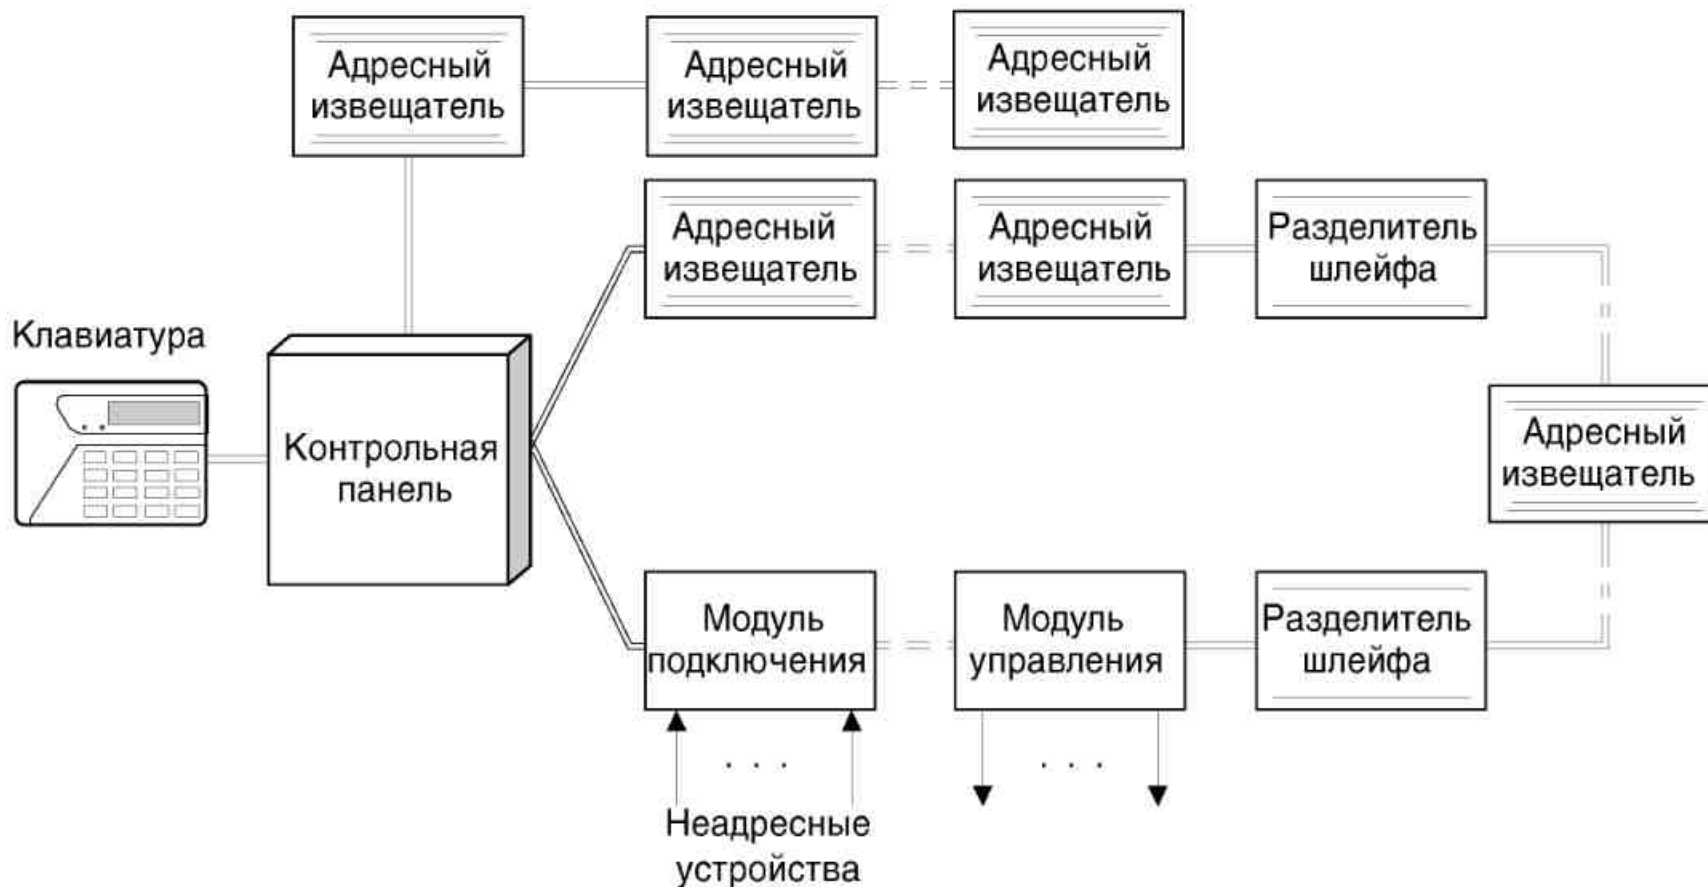 Адресный
извещатель
Адресный
извещатель
Адресный
извещатель
Адресный
извещатель
Адресный
извещатель
Разделитель
шлейфа
Клавиатура
Контрольная
панель
Адресный
извещатель
Модуль
подключения
Модуль
управления
Разделитель
шлейфа
. . .
. . .
Неадресные
устройства